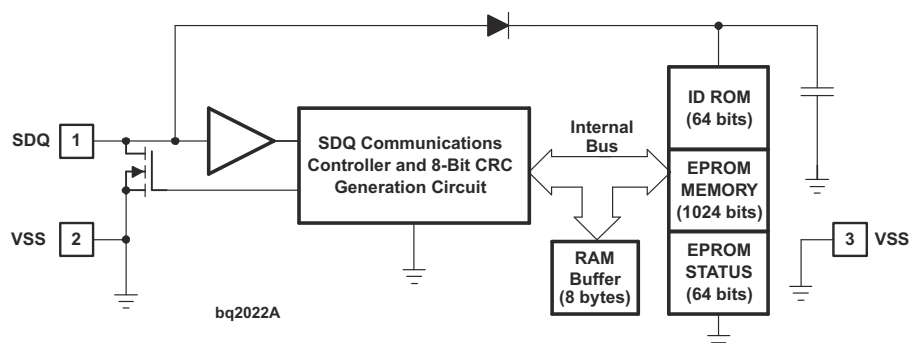 SDQ
1
VSS
2
SDQ Communications
Controller and 8-Bit CRC
Generation Circuit
Internal
Bus
RAM
Buffer
(8 bytes)
ID ROM
(64 bits)
EPROM
MEMORY
(1024 bits)
EPROM
STATUS
(64 bits)
3
VSS
bq2022A